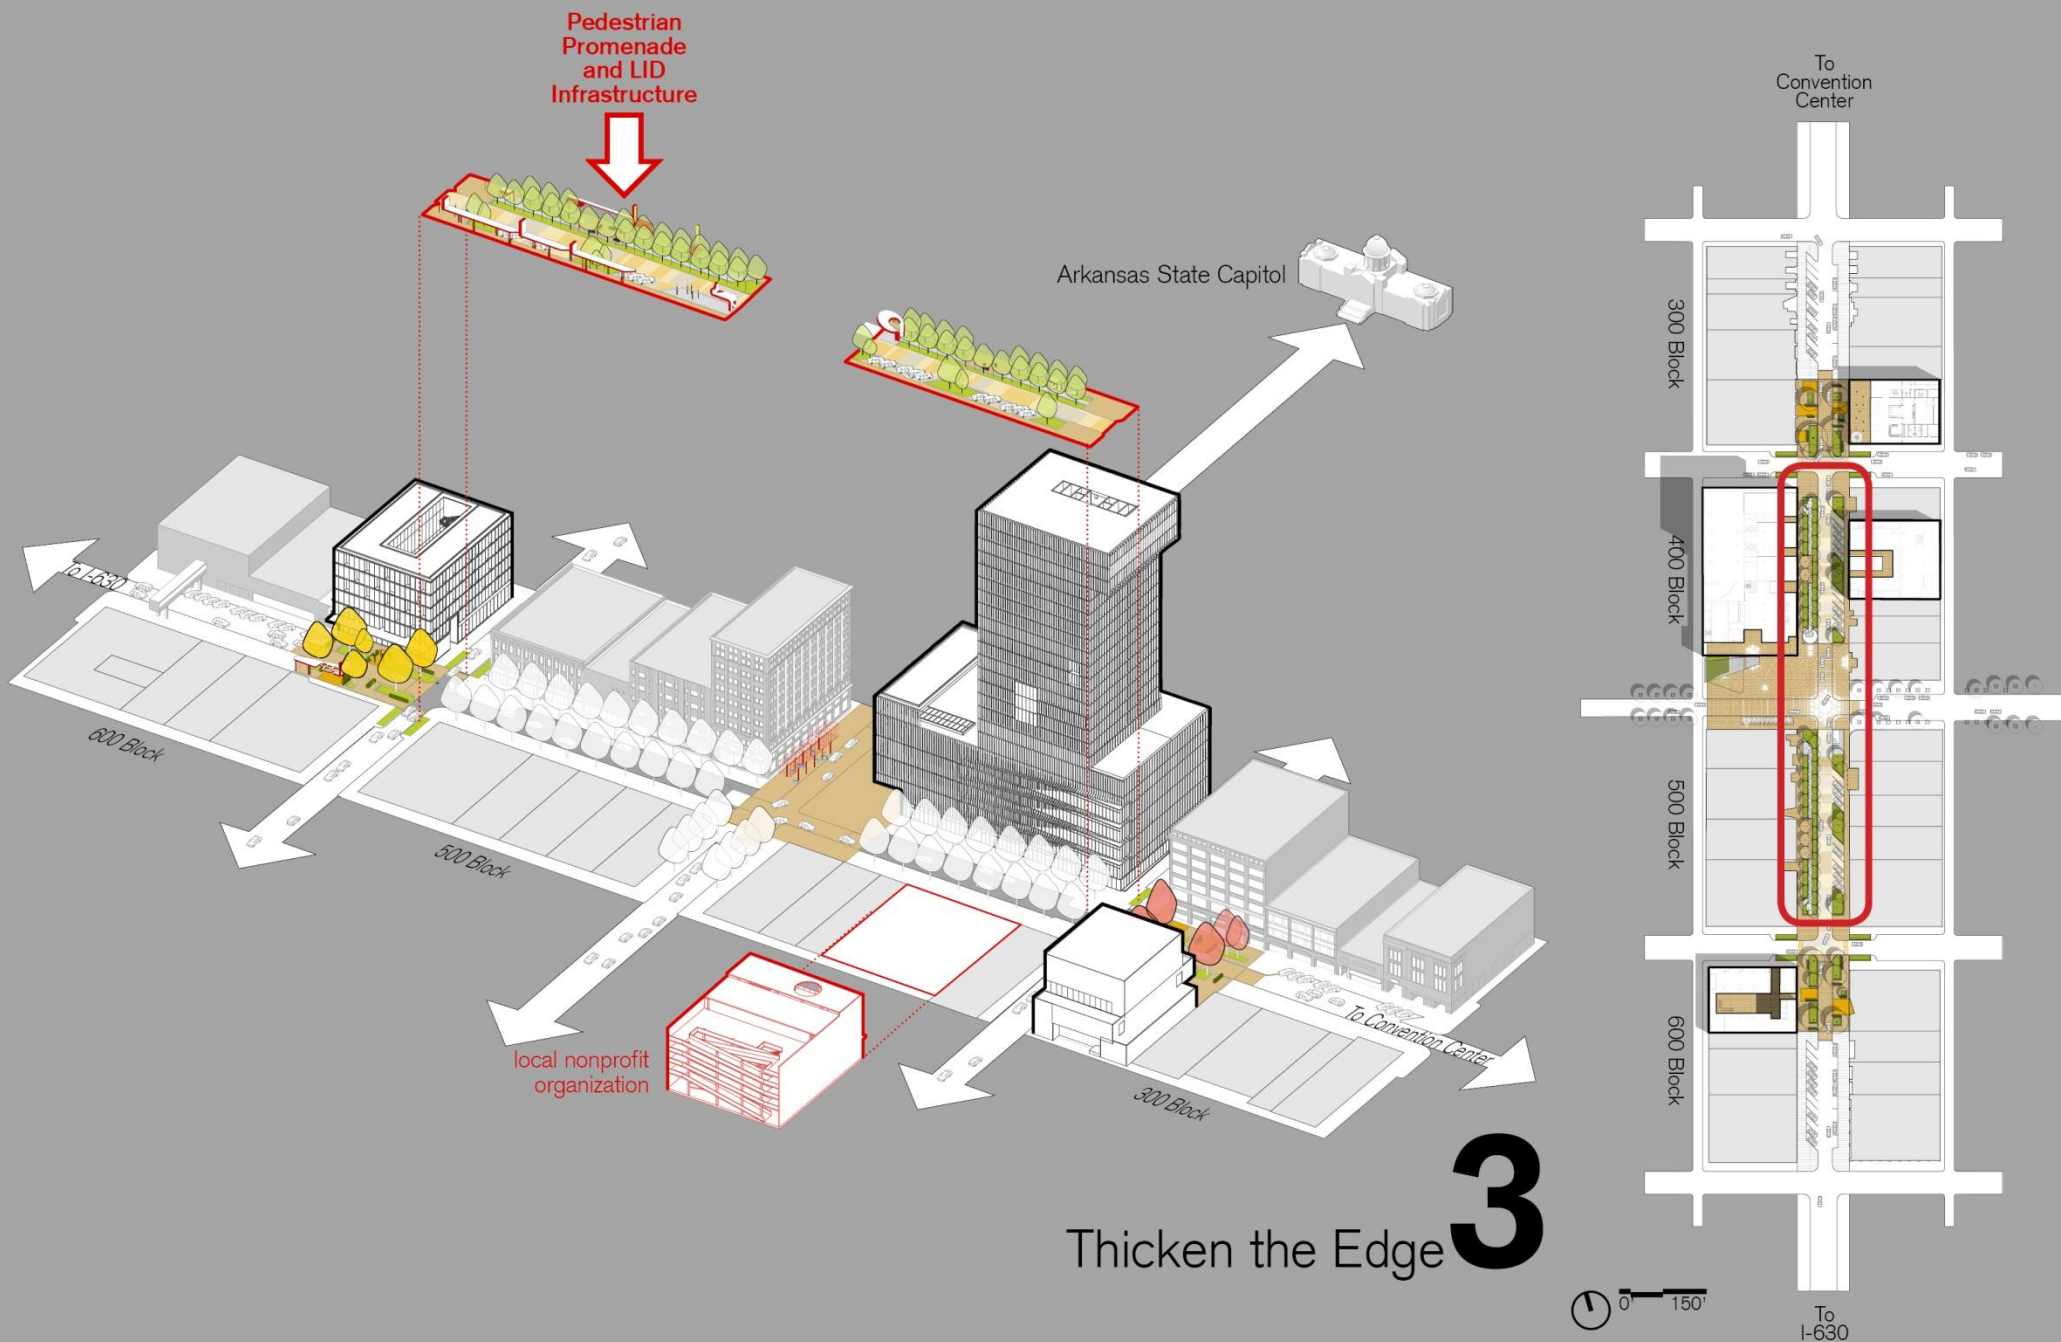 Pedestrian
Promenade
and LID
Infrastructure
Arkansas State Capitol
To I-630
600 Block
500 Block
local nonprofit
organization
300 Block
To Convention Center
Thicken the Edge
3
To
Convention
Center
300 Block
400 Block
500 Block
600 Block
0'
150'
To
I-630